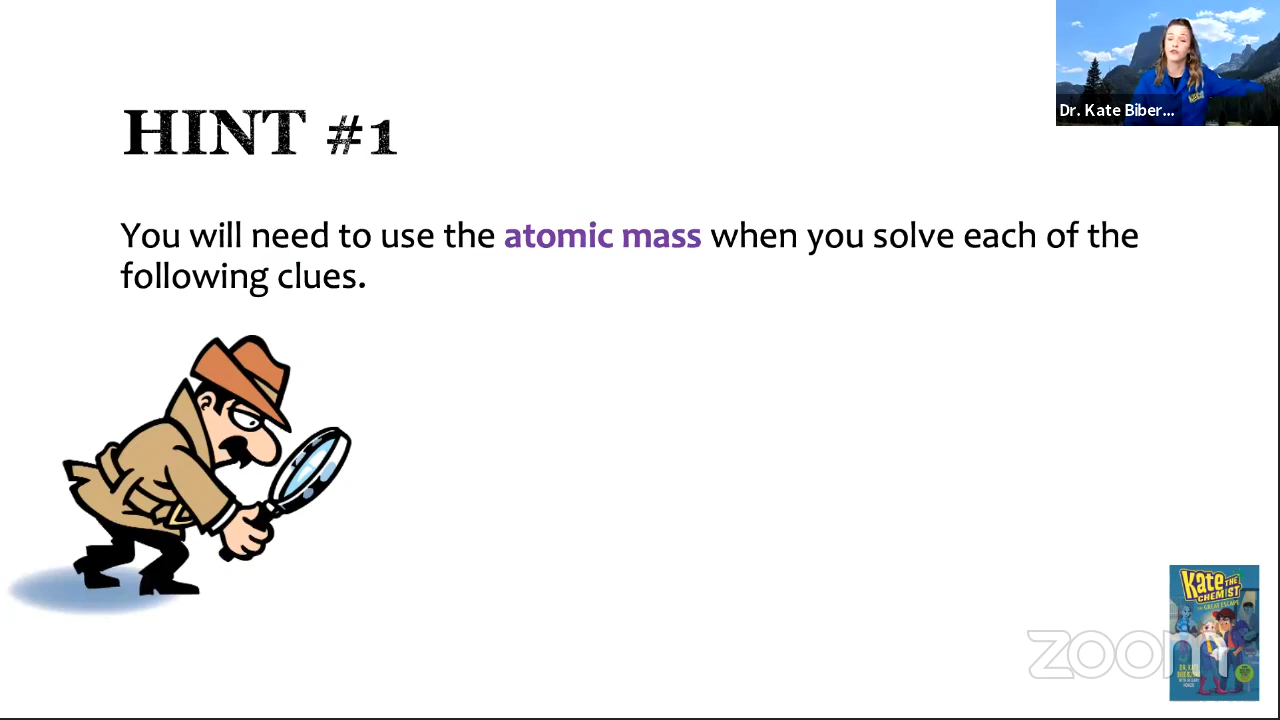 Dr. Kate Biber...
HINT #1
You will need to use the atomic mass when you solve each of the
following clues.
Kate THE
CHEMIST
THE GREAT ESCAPE
zoom